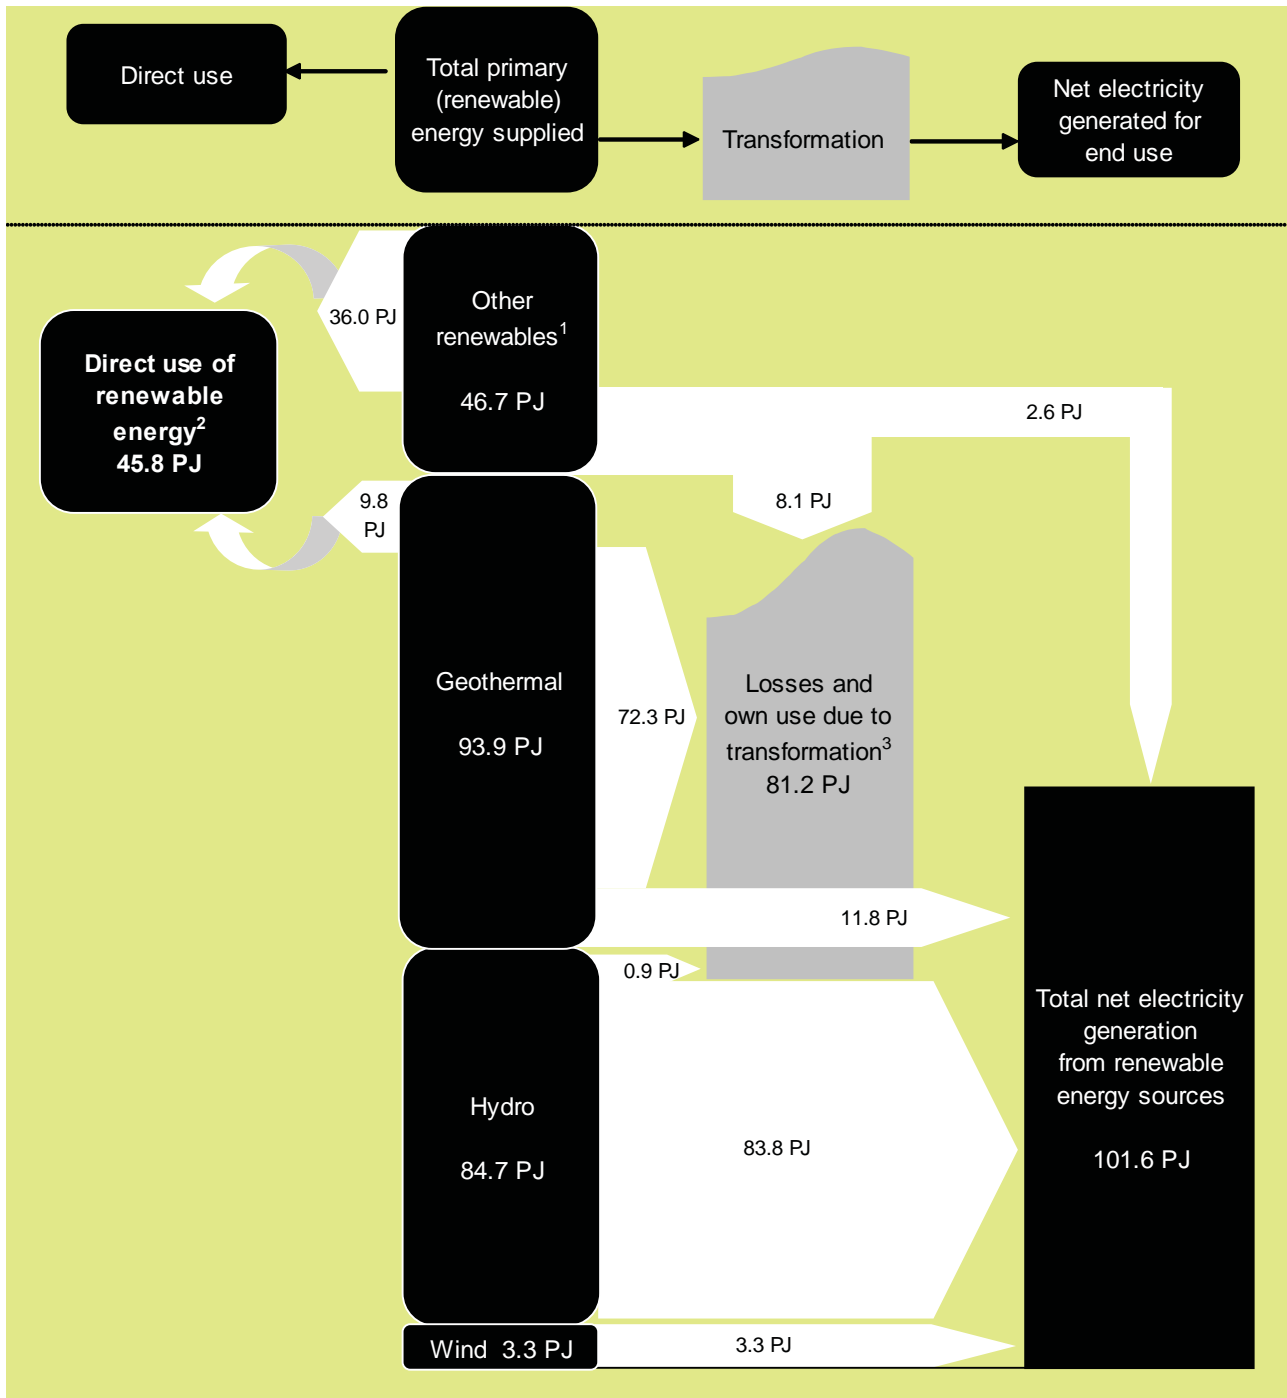 Direct use
Total primary
(renewable)
energy supplied
Transformation
Net electricity
generated for
end use
36.0 PJ
Other
renewables1
46.7 PJ
Direct use of
renewable
energy2
45.8 PJ
2.6 PJ
8.1 PJ
9.8
PJ
Geothermal
93.9 PJ
72.3 PJ
Losses and
own use due to
transformation3
81.2 PJ
11.8 PJ
0.9 PJ
Hydro
84.7 PJ
83.8 PJ
Total net electricity
generation
from renewable
energy sources
101.6 PJ
Wind 3.3 PJ
3.3 PJ